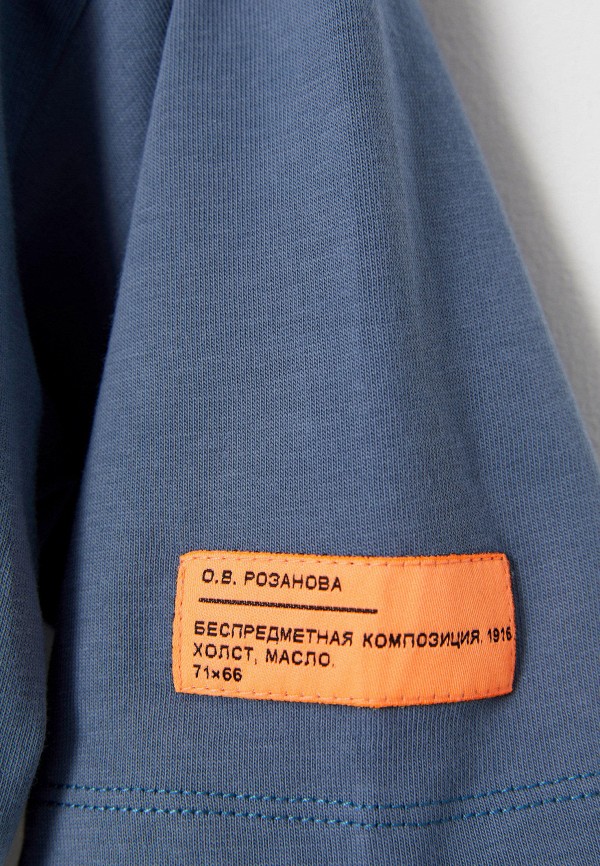 О.В. РОЗАНОВА
БЕСПРЕДМЕТНАЯ КОМПОЗИЦИЯ, 1916
ХОЛСТ, МАСЛО.
71×66